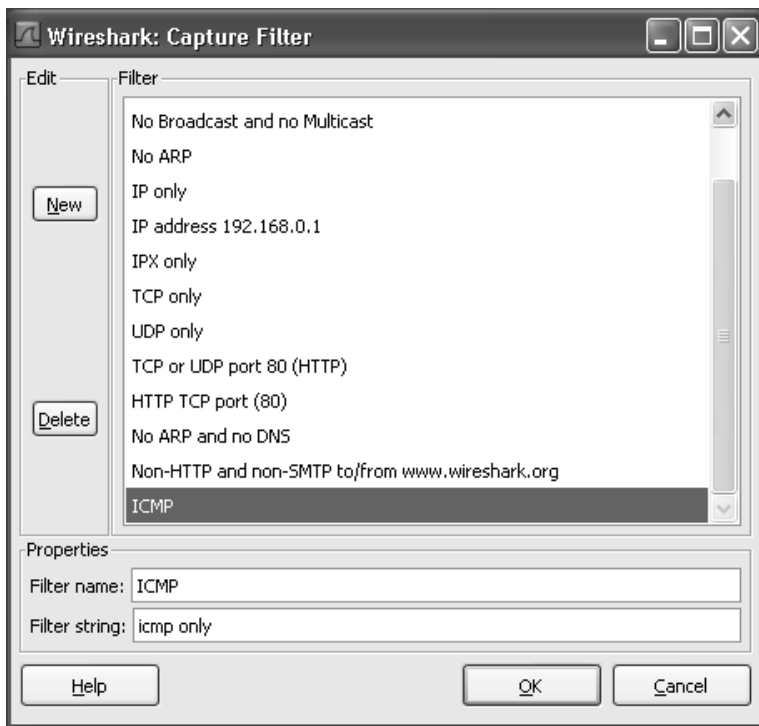 Wireshark: Capture Filter
Edit
Filter
New
Delete
No Broadcast and no Multicast
No ARP
IP only
IP address 192.168.0.1
IPX only
TCP only
UDP only
TCP or UDP port 80 (HTTP)
HTTP TCP port (80)
No ARP and no DNS
Non-HTTP and non-SMTP to/from www.wireshark.org
ICMP
Properties
Filter name: ICMP
Filter string: icmp only
Help OK Cancel